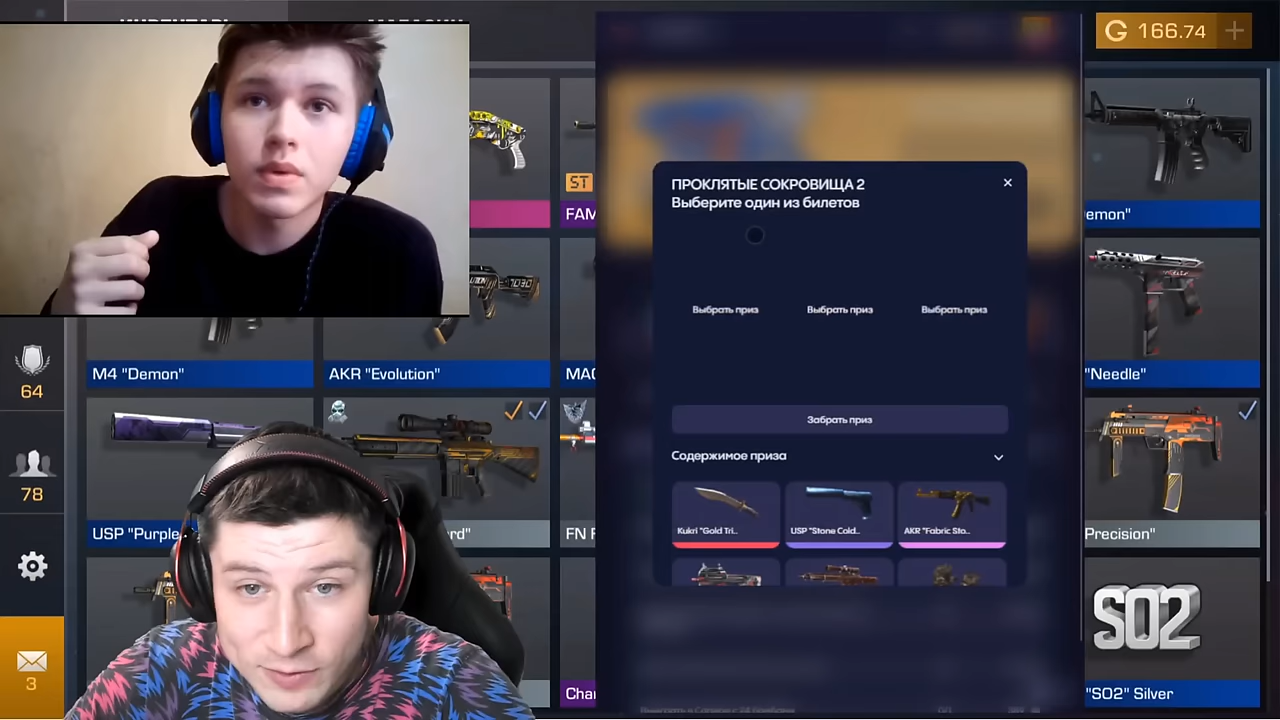 166.74
ST
FAM
emon"
ПРОКЛЯТЫЕ СОКРОВИЩА 2
Выберите один из билетов
Выбрать приз
Выбрать приз
Выбрать приз
64
M4 "Demon"
AKR "Evolution"
MAC
"Needle"
Забрать приз
Содержимое приза
78
Kukri "Gold Tri..
USP "Stone Cold..
AKR "Fabric Sto..
USP "Purple
rd"
FN F
Precision"
SO2
3
Cha
"SO2" Silver